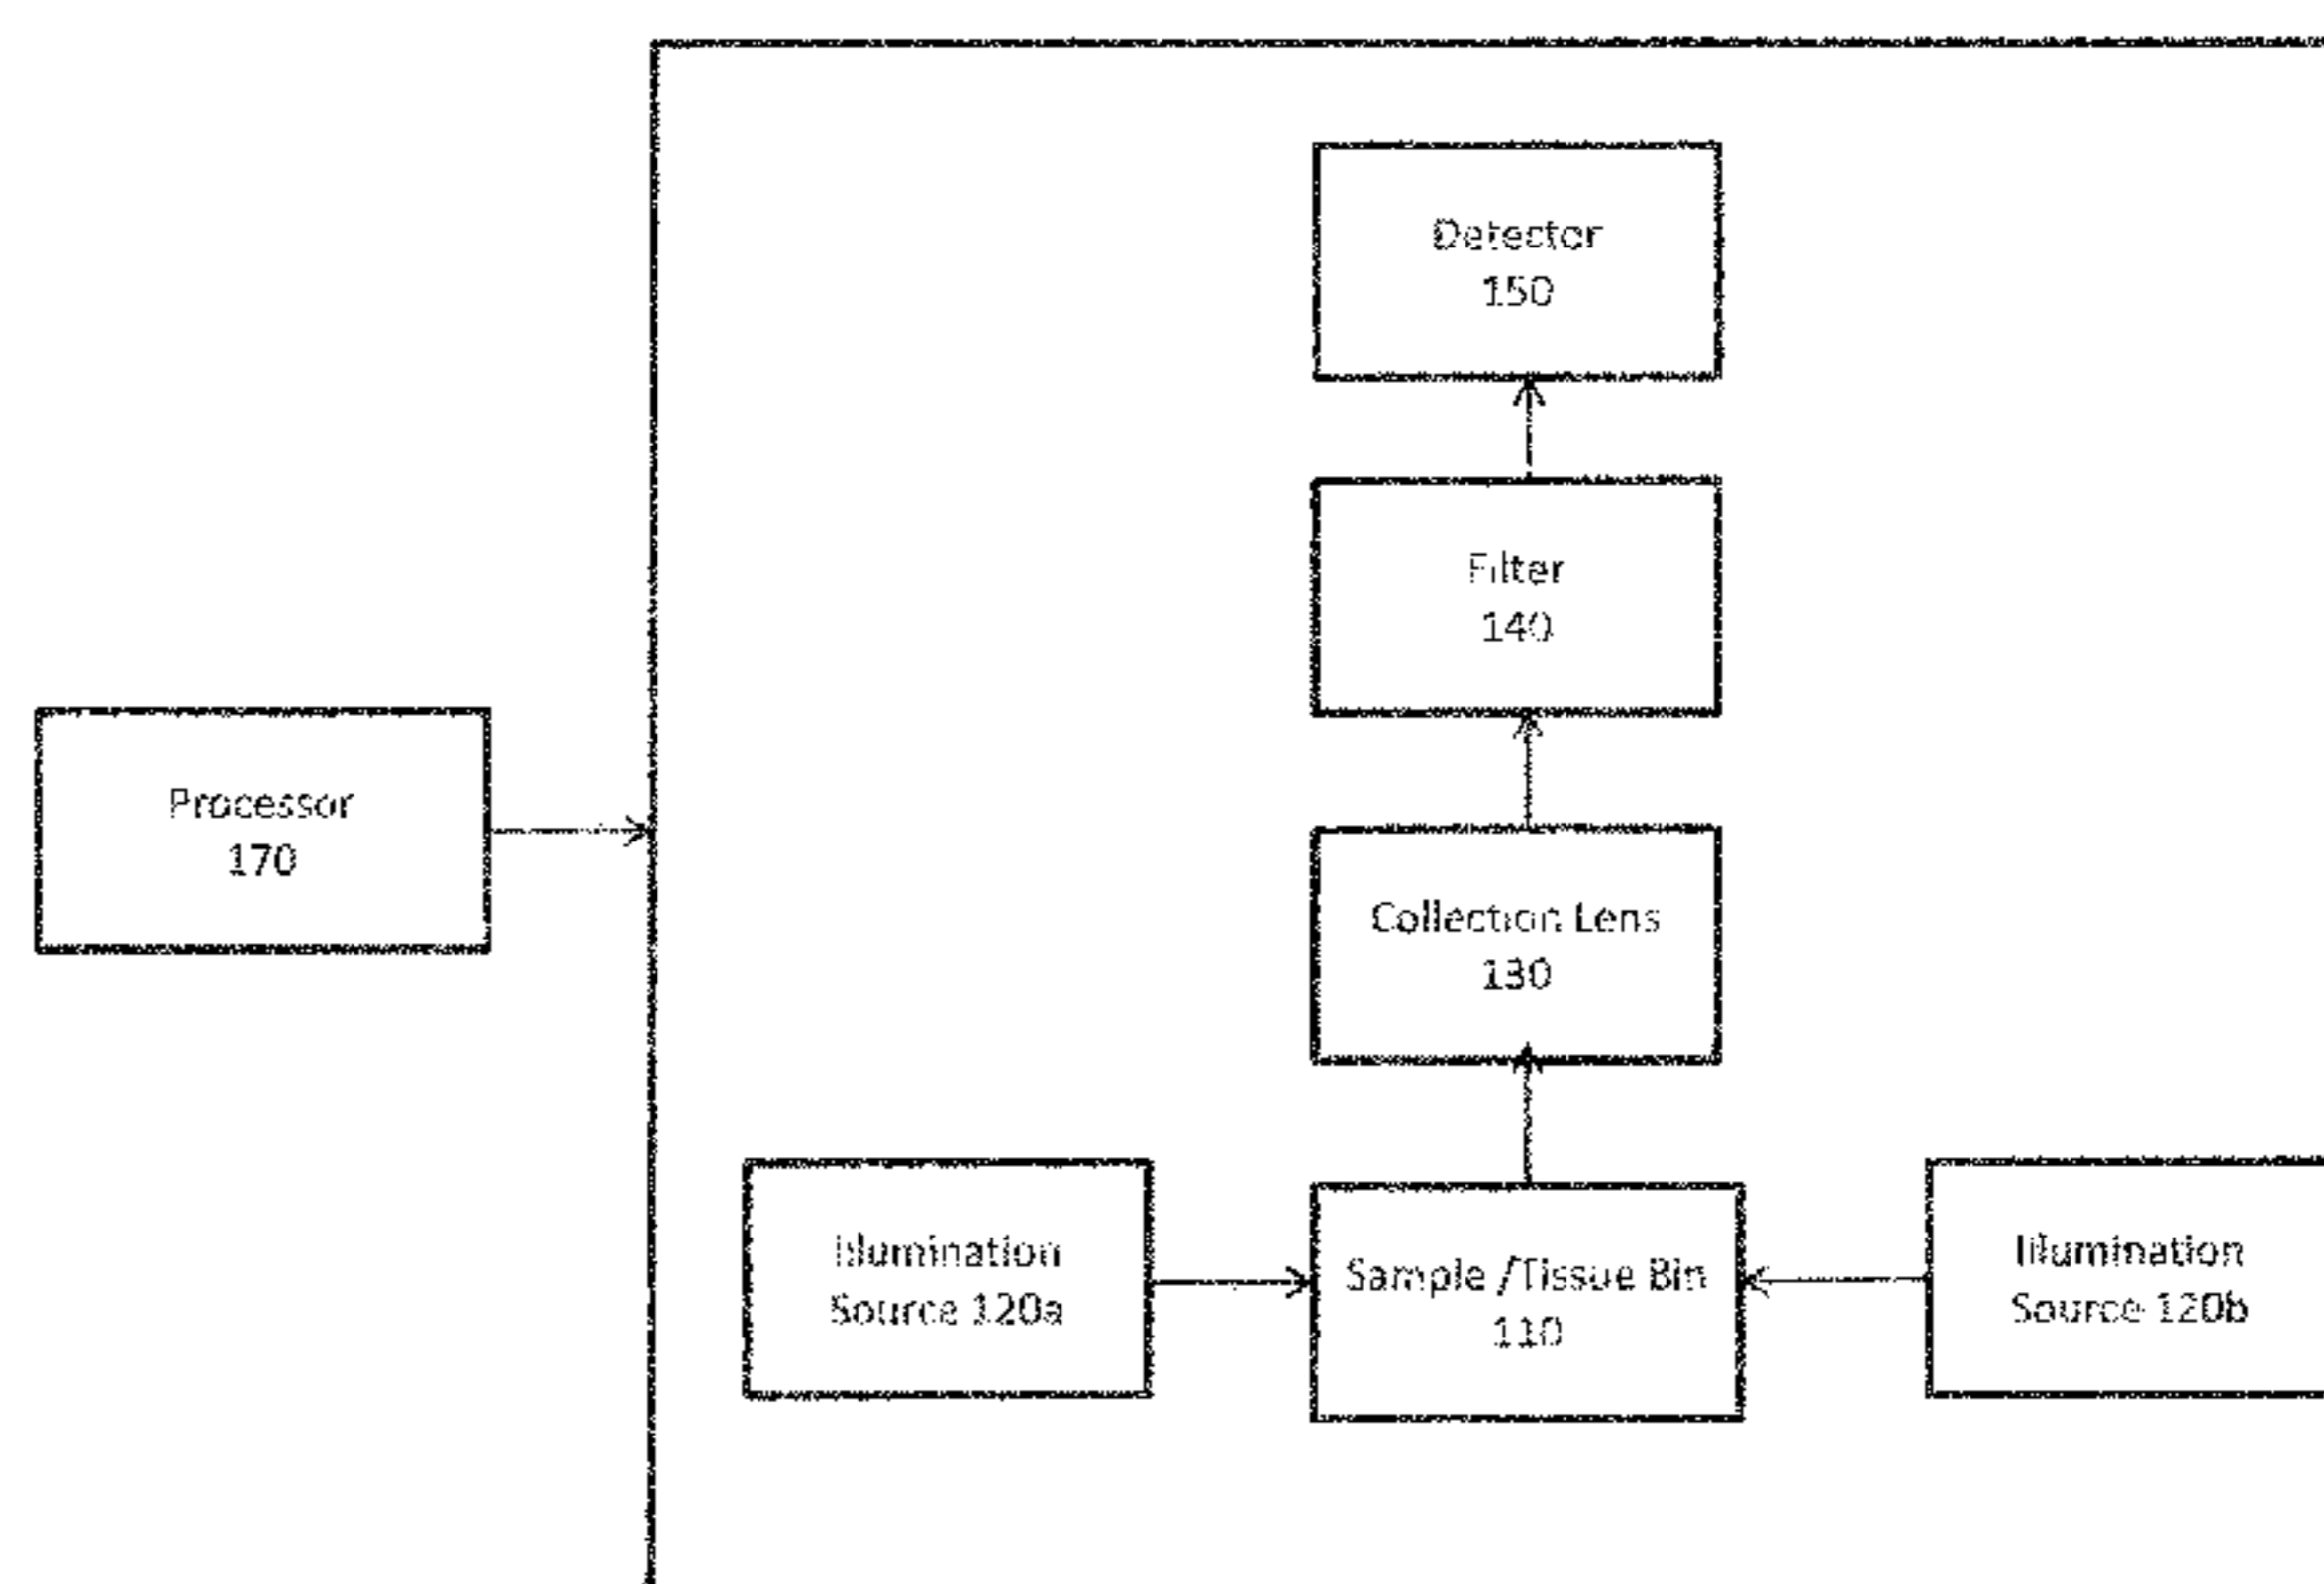 Detector
150
Filter
140
Processor
170
Collection Lens
130
Illumination
Source 120a
Sample /Tissue Bin
110
Illumination
Source 120b